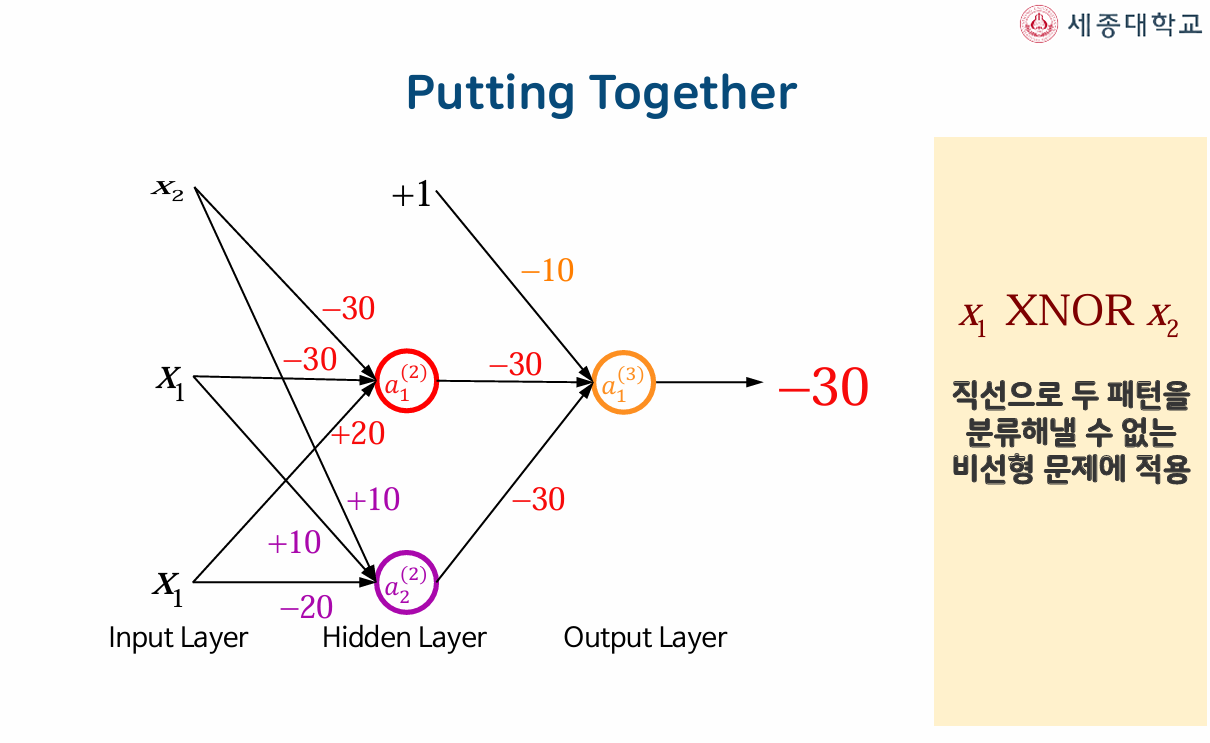 세종대학교
Putting Together
x₂
+1
−10
−30
−30
−30
x₁
a₁⁽²⁾
a₁⁽³⁾
−30
+20
+10
−30
+10
x₁
a₂⁽²⁾
−20
Input Layer
Hidden Layer
Output Layer
x₁ XNOR x₂
직선으로 두 패턴을
분류해낼 수 없는
비선형 문제에 적용